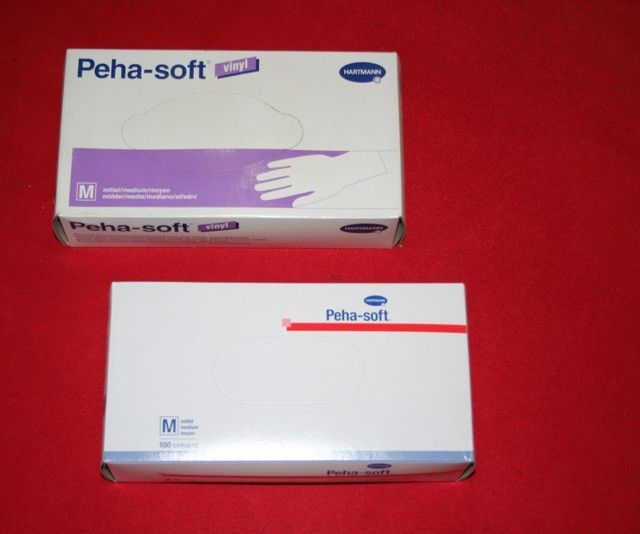 Peha-soft® vinyl
HARTMANN
M
mittel/medium/moyen
middel/media/mediano/střední
Peha-soft® vinyl
HARTMANN
HARTMANN
Peha-soft®
M
mittel
medium
moyen
100
HARTMANN
Peha-soft®